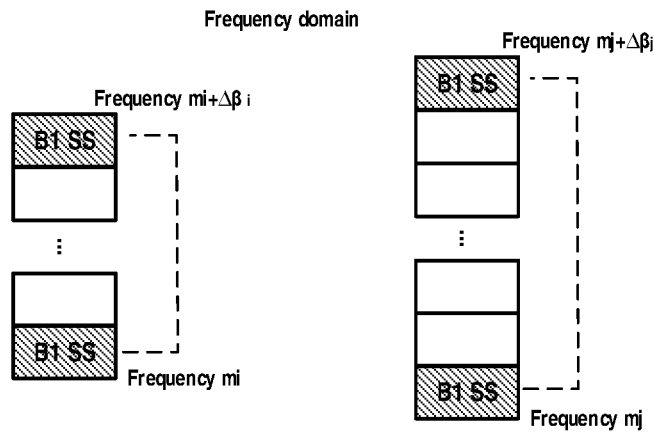 Frequency domain
Frequency mj+Δβj
Frequency mi+Δβ i
B1 SS
B1 SS
...
...
B1 SS
Frequency mi
B1 SS
Frequency mj